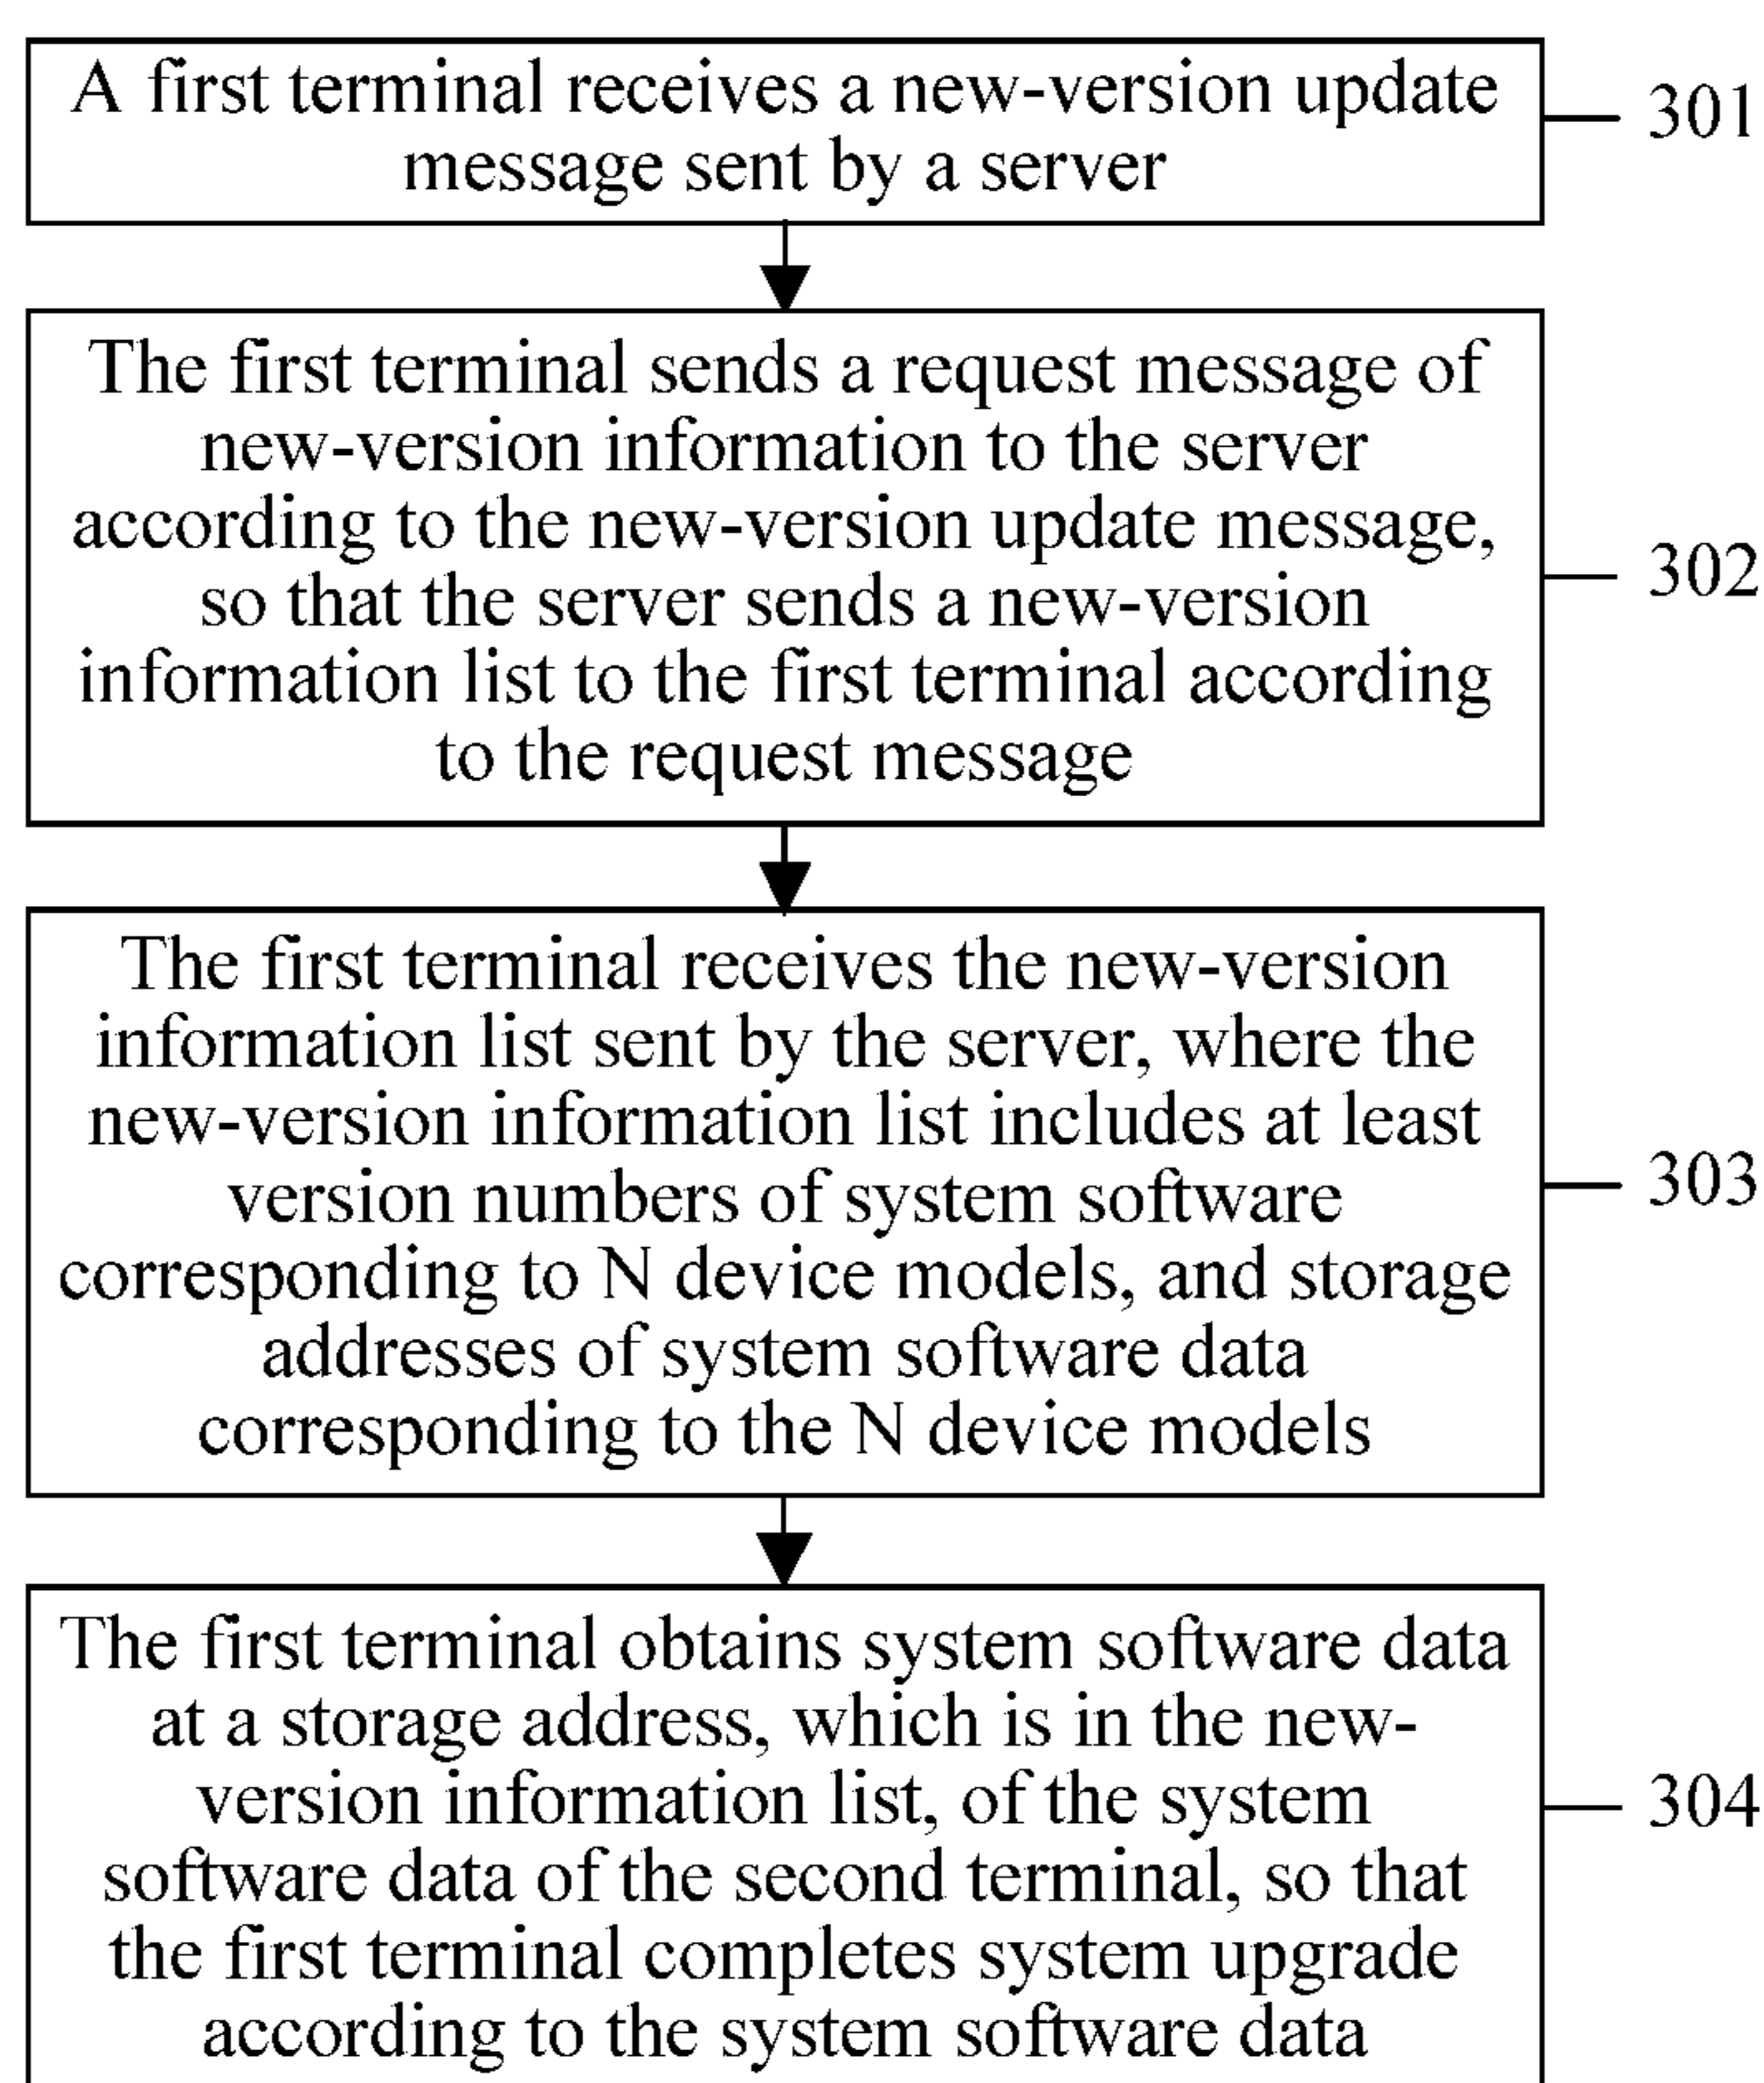 A first terminal receives a new-version update
message sent by a server
301
The first terminal sends a request message of
new-version information to the server
according to the new-version update message,
so that the server sends a new-version
information list to the first terminal according
to the request message
302
The first terminal receives the new-version
information list sent by the server, where the
new-version information list includes at least
version numbers of system software
corresponding to N device models, and storage
addresses of system software data
corresponding to the N device models
303
The first terminal obtains system software data
at a storage address, which is in the new-
version information list, of the system
software data of the second terminal, so that
the first terminal completes system upgrade
according to the system software data
304